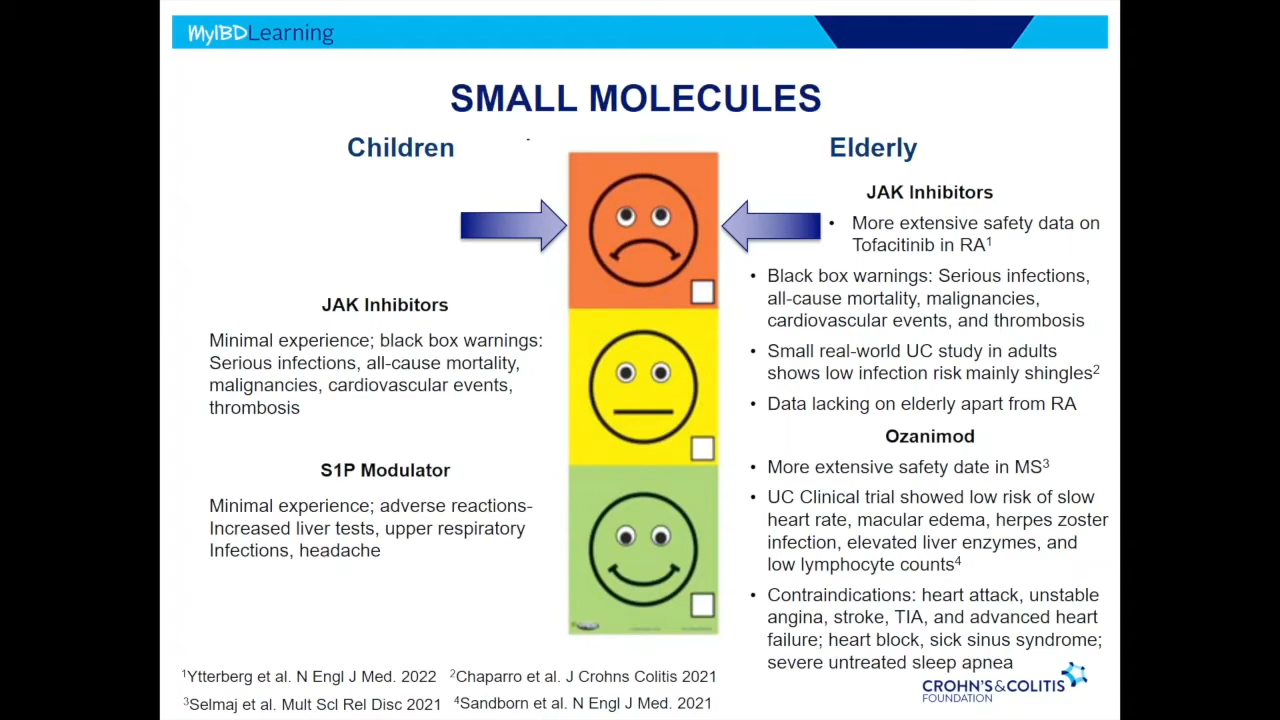 MyIBDLearning
SMALL MOLECULES
Children
JAK Inhibitors
Minimal experience; black box warnings:
Serious infections, all-cause mortality,
malignancies, cardiovascular events,
thrombosis
S1P Modulator
Minimal experience; adverse reactions-
Increased liver tests, upper respiratory
Infections, headache
Elderly
JAK Inhibitors
• More extensive safety data on
Tofacitinib in RA¹
• Black box warnings: Serious infections,
all-cause mortality, malignancies,
cardiovascular events, and thrombosis
• Small real-world UC study in adults
shows low infection risk mainly shingles²
• Data lacking on elderly apart from RA
Ozanimod
• More extensive safety date in MS³
• UC Clinical trial showed low risk of slow
heart rate, macular edema, herpes zoster
infection, elevated liver enzymes, and
low lymphocyte counts⁴
• Contraindications: heart attack, unstable
angina, stroke, TIA, and advanced heart
failure; heart block, sick sinus syndrome;
severe untreated sleep apnea
¹Ytterberg et al. N Engl J Med. 2022 ²Chaparro et al. J Crohns Colitis 2021
³Selmaj et al. Mult Scl Rel Disc 2021 ⁴Sandborn et al. N Engl J Med. 2021
CROHN'S&COLITIS
FOUNDATION